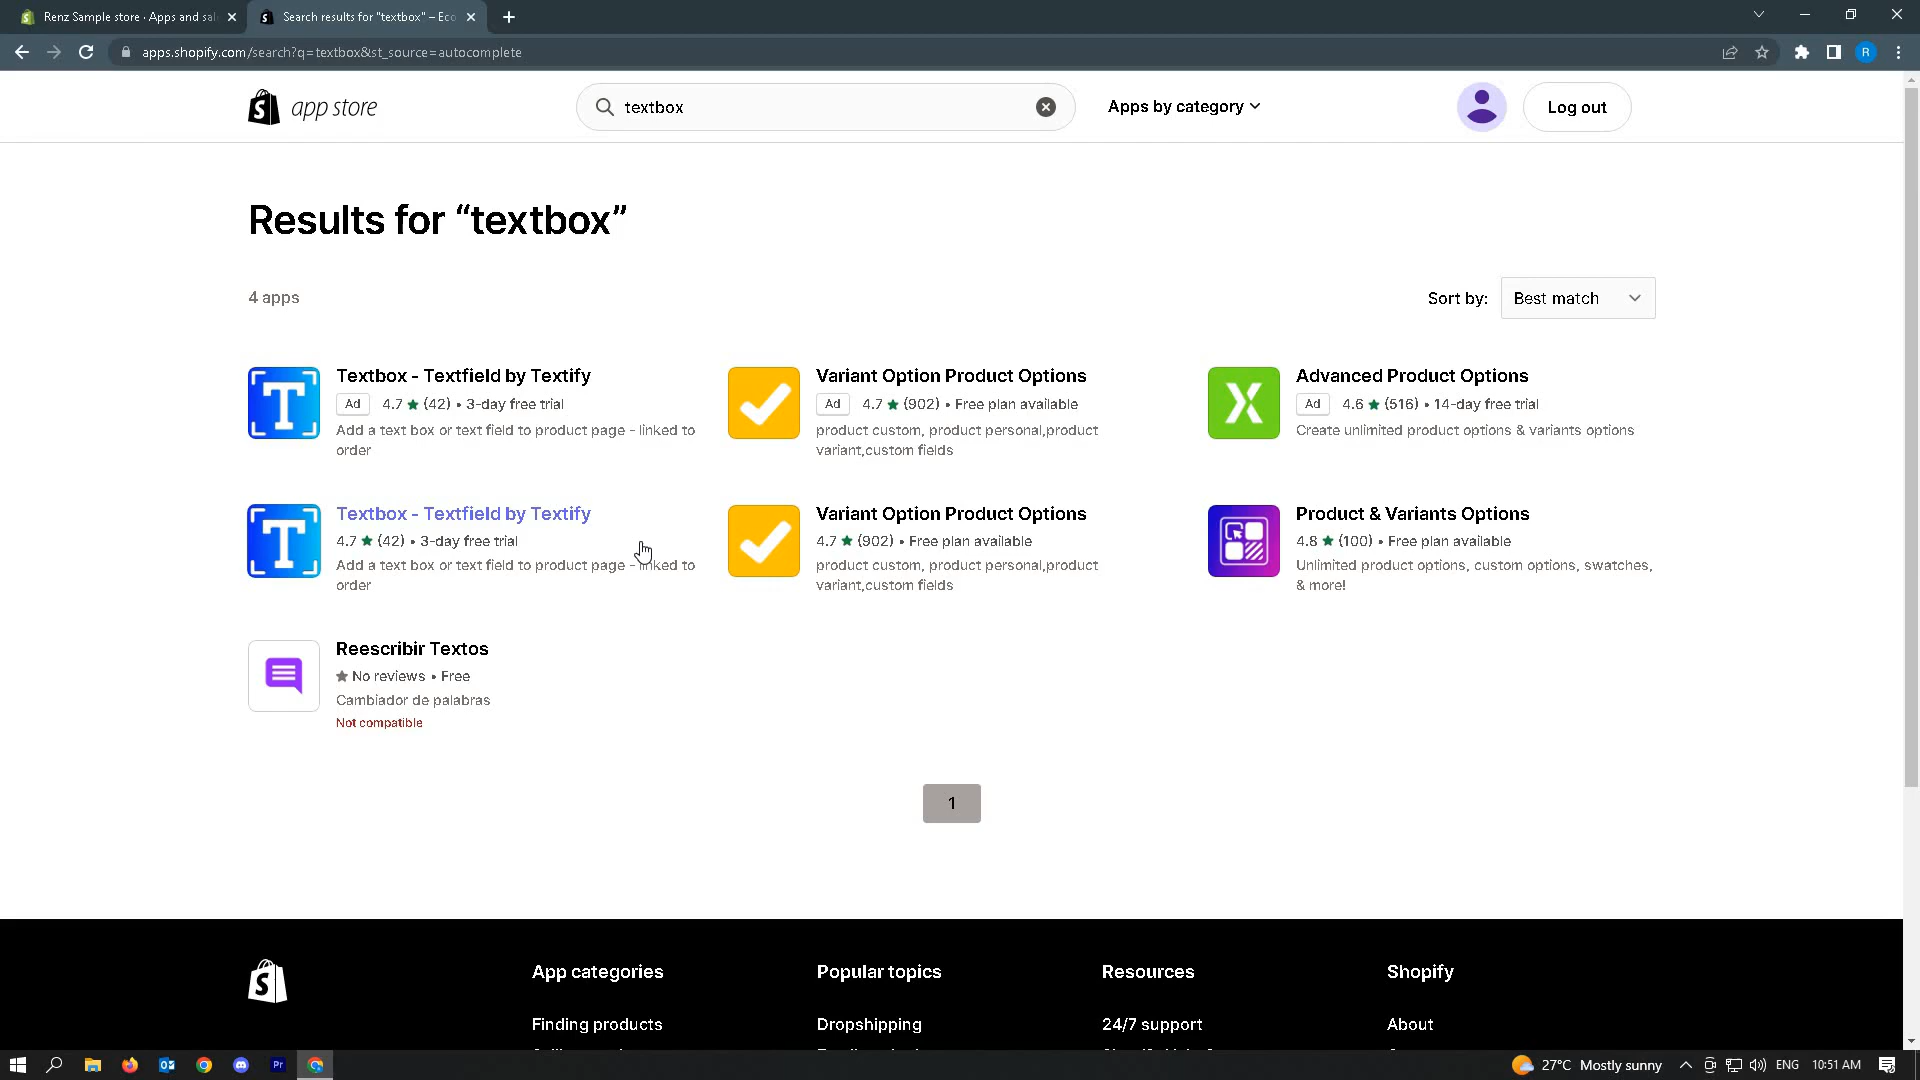 Renz Sample store · Apps and sal
Search results for "textbox" – Eco
apps.shopify.com/search?q=textbox&st_source=autocomplete
R
app store
textbox
Apps by category
Log out
Results for “textbox”
4 apps
Sort by:
Best match
Textbox - Textfield by Textify
Ad 4.7 ★ (42) • 3-day free trial
Add a text box or text field to product page - linked to
order
Variant Option Product Options
Ad 4.7 ★ (902) • Free plan available
product custom, product personal,product
variant,custom fields
Advanced Product Options
Ad 4.6 ★ (516) • 14-day free trial
Create unlimited product options & variants options
Textbox - Textfield by Textify
4.7 ★ (42) • 3-day free trial
Add a text box or text field to product page - linked to
order
Variant Option Product Options
4.7 ★ (902) • Free plan available
product custom, product personal,product
variant,custom fields
Product & Variants Options
4.8 ★ (100) • Free plan available
Unlimited product options, custom options, swatches,
& more!
Reescribir Textos
★ No reviews • Free
Cambiador de palabras
Not compatible
1
App categories
Popular topics
Resources
Shopify
Finding products
Dropshipping
24/7 support
About
27°C Mostly sunny
ENG
10:51 AM